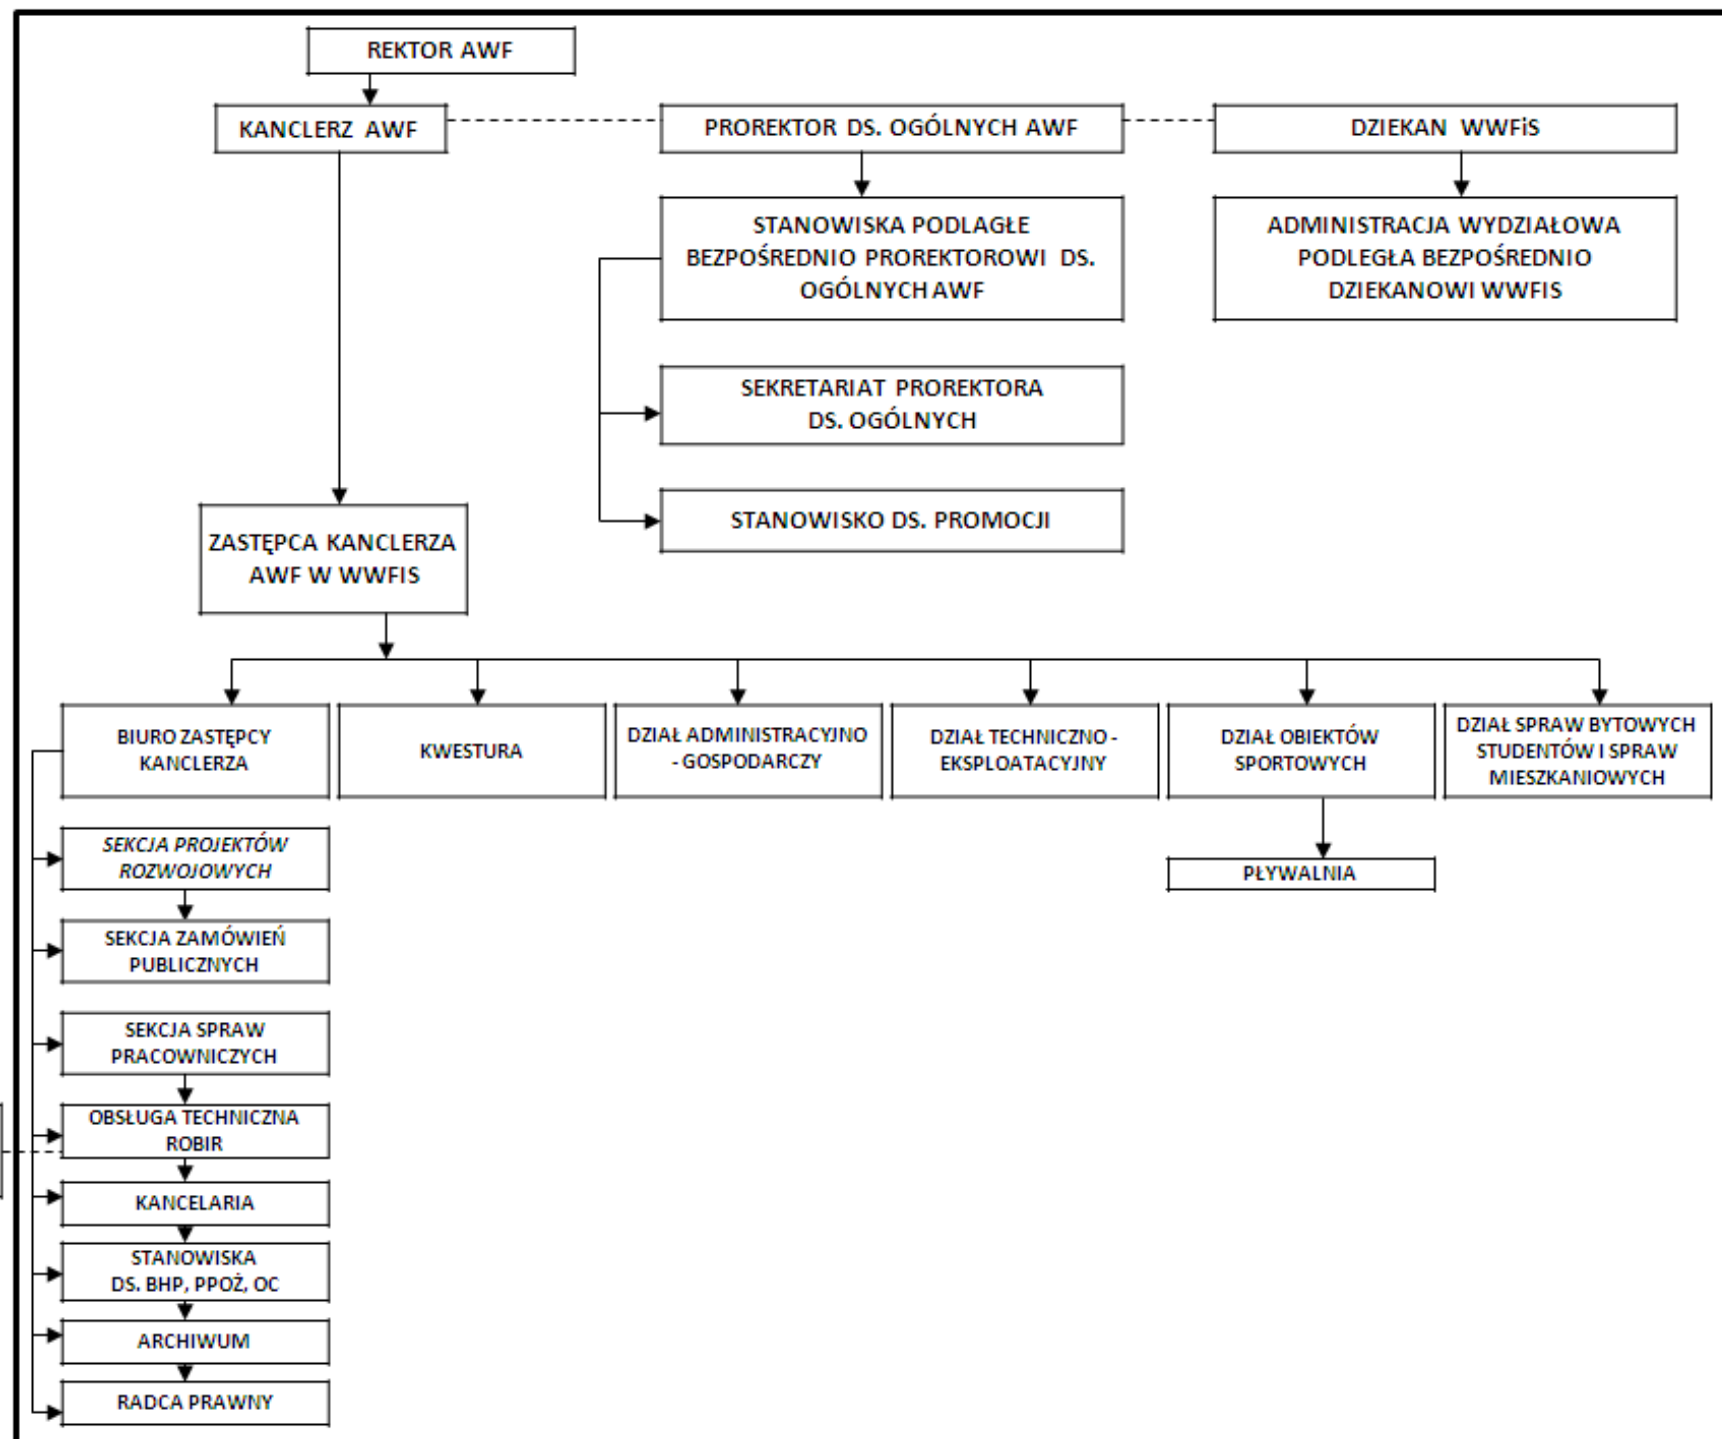 REKTOR AWF
KANCLERZ AWF
PROREKTOR DS. OGÓLNYCH AWF
DZIEKAN WWFiS
STANOWISKA PODLAGŁE
BEZPOŚREDNIO PROREKTOROWI DS.
OGÓLNYCH AWF
ADMINISTRACJA WYDZIAŁOWA
PODLEGŁA BEZPOŚREDNIO
DZIEKANOWI WWFIS
SEKRETARIAT PROREKTORA
DS. OGÓLNYCH
STANOWISKO DS. PROMOCJI
ZASTĘPCA KANCLERZA
AWF W WWFIS
BIURO ZASTĘPCY
KANCLERZA
KWESTURA
DZIAŁ ADMINISTRACYJNO
- GOSPODARCZY
DZIAŁ TECHNICZNO -
EKSPLOATACYJNY
DZIAŁ OBIEKTÓW
SPORTOWYCH
DZIAŁ SPRAW BYTOWYCH
STUDENTÓW I SPRAW
MIESZKANIOWYCH
SEKCJA PROJEKTÓW
ROZWOJOWYCH
PŁYWALNIA
SEKCJA ZAMÓWIEŃ
PUBLICZNYCH
SEKCJA SPRAW
PRACOWNICZYCH
OBSŁUGA TECHNICZNA
ROBIR
KANCELARIA
STANOWISKA
DS. BHP, PPOŻ, OC
ARCHIWUM
RADCA PRAWNY